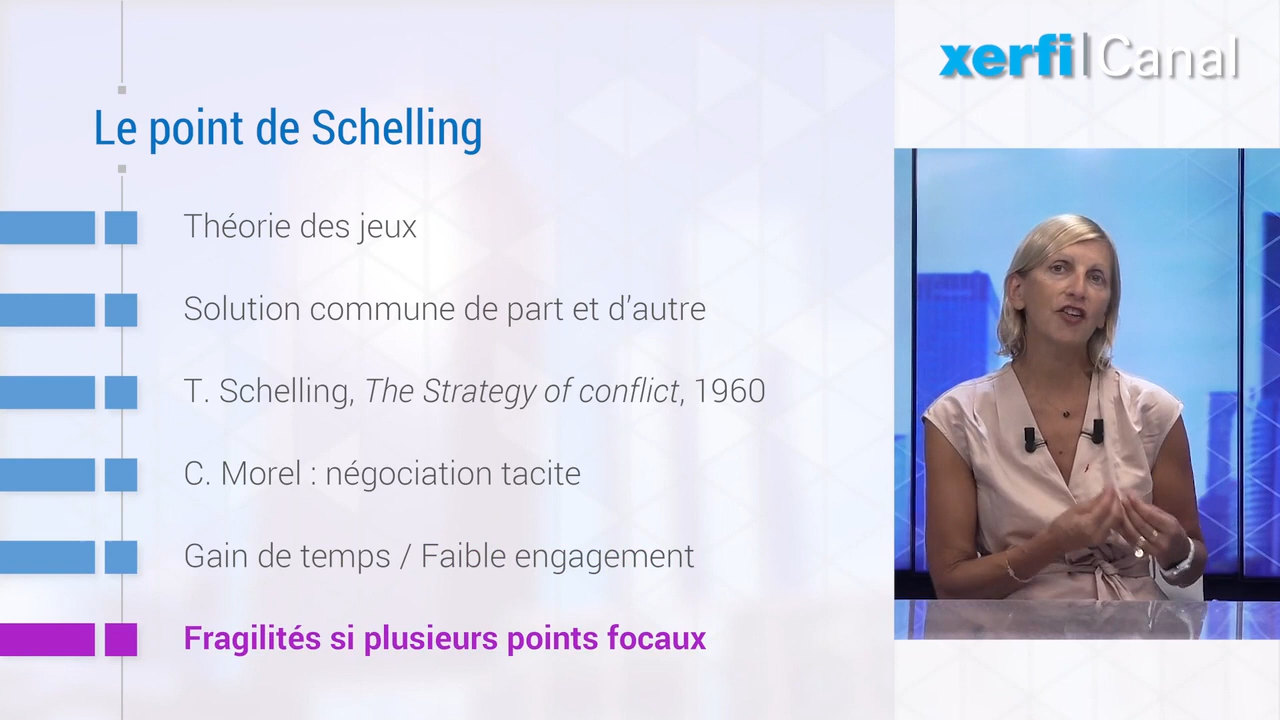 xerfi|Canal
Le point de Schelling
Théorie des jeux
Solution commune de part et d'autre
T. Schelling, The Strategy of conflict, 1960
C. Morel : négociation tacite
Gain de temps / Faible engagement
Fragilités si plusieurs points focaux